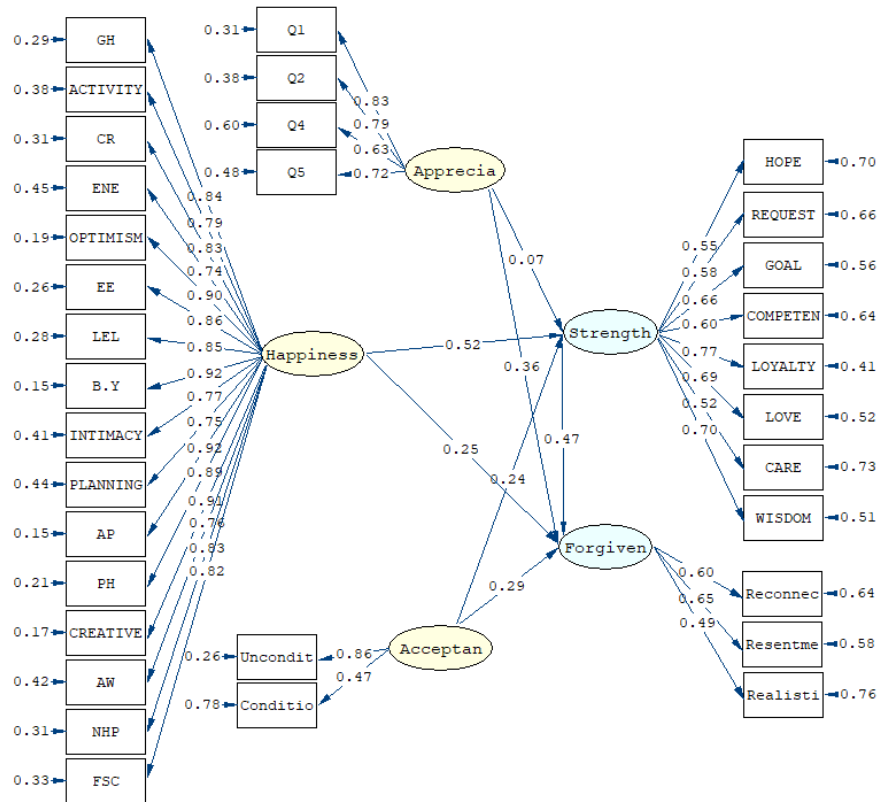 0.29 GH
0.38 ACTIVITY
0.31 CR
0.45 ENE
0.19 OPTIMISM
0.26 EE
0.28 LEL
0.15 B.Y
0.41 INTIMACY
0.44 PLANNING
0.15 AP
0.21 PH
0.17 CREATIVE
0.42 AW
0.31 NHP
0.33 FSC
0.84
0.79
0.83
0.74
0.90
0.86
0.85
0.92
0.77
0.75
0.92
0.89
0.91
0.76
0.83
0.82
Happiness
0.31 Q1
0.38 Q2
0.60 Q4
0.48 Q5
0.83
0.79
0.63
0.72
Apprecia
0.26 Uncondit
0.78 Conditio
0.86
0.47
Acceptan
0.07
0.52
0.36
0.25
0.24
0.47
0.29
Strength
Forgiven
0.55
0.58
0.66
0.60
0.77
0.69
0.52
0.70
HOPE 0.70
REQUEST 0.66
GOAL 0.56
COMPETEN 0.64
LOYALTY 0.41
LOVE 0.52
CARE 0.73
WISDOM 0.51
0.60
0.65
0.49
Reconnec 0.64
Resentme 0.58
Realisti 0.76